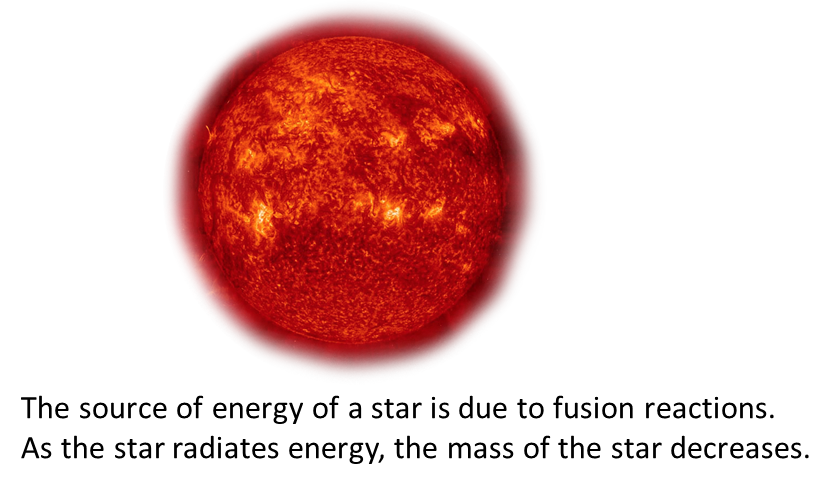 The source of energy of a star is due to fusion reactions.
As the star radiates energy, the mass of the star decreases.